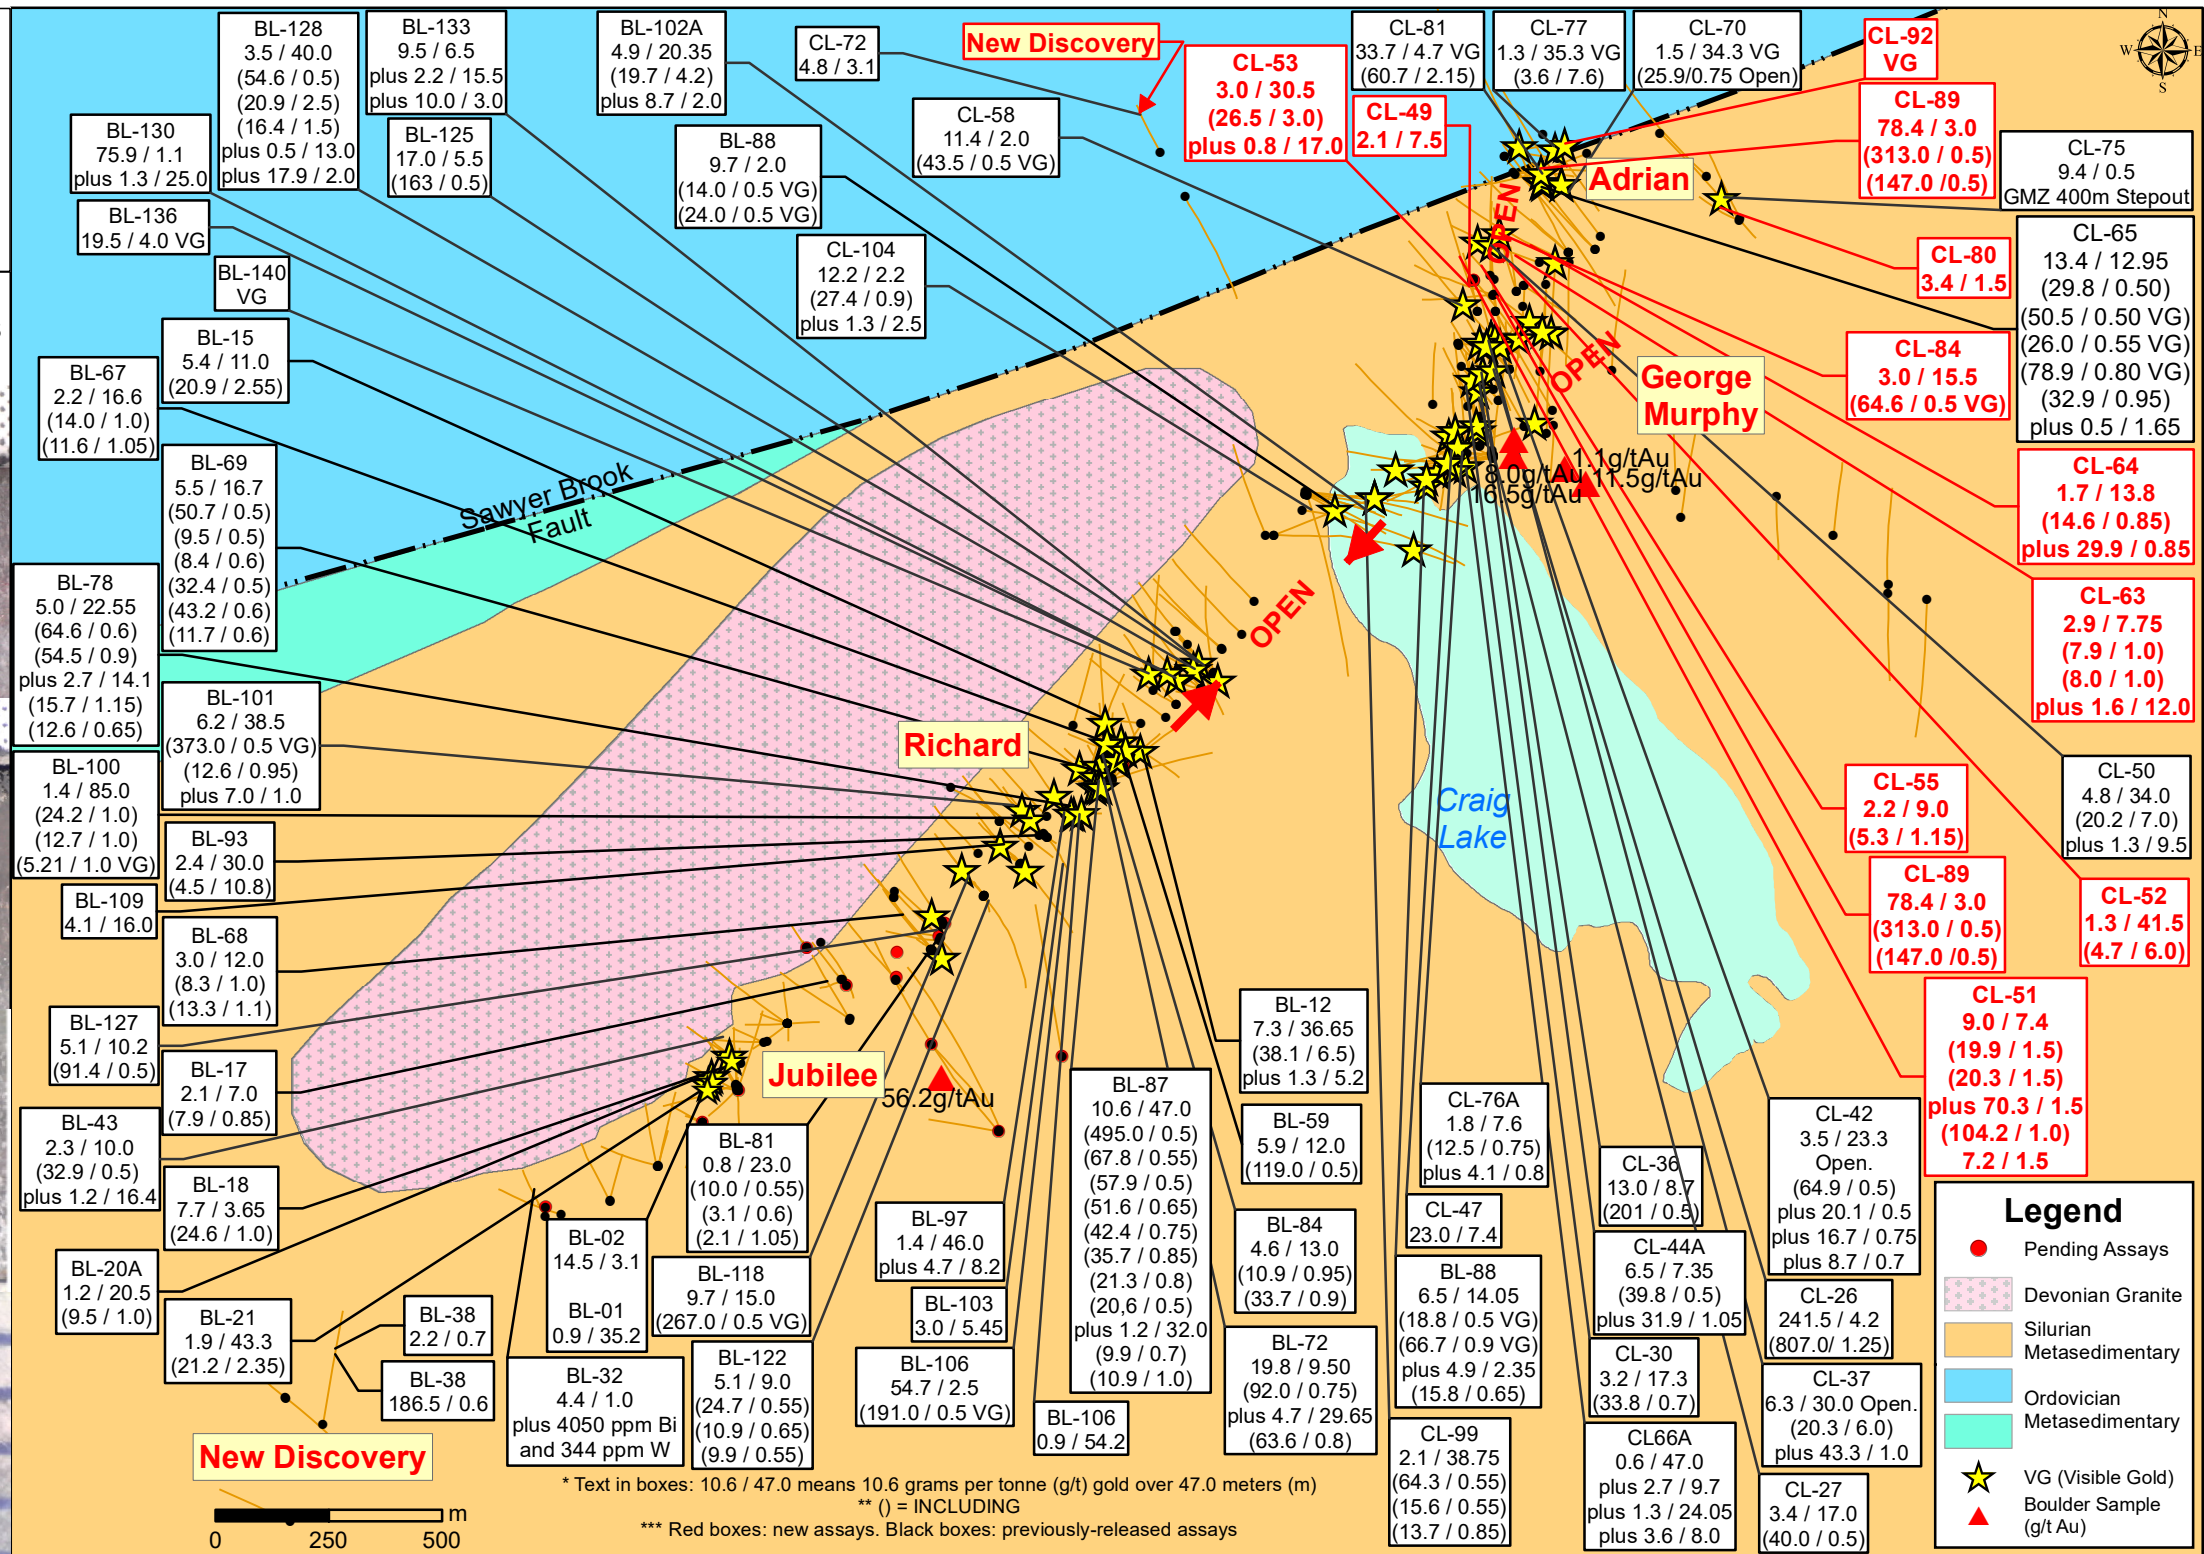 BL-128
3.5 / 40.0
(54.6 / 0.5)
(20.9 / 2.5)
(16.4 / 1.5)
plus 0.5 / 13.0
plus 17.9 / 2.0
BL-133
9.5 / 6.5
plus 2.2 / 15.5
plus 10.0 / 3.0
BL-102A
4.9 / 20.35
(19.7 / 4.2)
plus 8.7 / 2.0
CL-72
4.8 / 3.1
New Discovery
CL-53
3.0 / 30.5
(26.5 / 3.0)
plus 0.8 / 17.0
CL-81
33.7 / 4.7 VG
(60.7 / 2.15)
CL-77
1.3 / 35.3 VG
(3.6 / 7.6)
CL-70
1.5 / 34.3 VG
(25.9/0.75 Open)
CL-92
VG
N
W
E
S
BL-130
75.9 / 1.1
plus 1.3 / 25.0
BL-125
17.0 / 5.5
(163 / 0.5)
BL-88
9.7 / 2.0
(14.0 / 0.5 VG)
(24.0 / 0.5 VG)
CL-58
11.4 / 2.0
(43.5 / 0.5 VG)
CL-49
2.1 / 7.5
CL-89
78.4 / 3.0
(313.0 / 0.5)
(147.0 /0.5)
CL-75
9.4 / 0.5
GMZ 400m Stepout
Adrian
OPEN
BL-136
19.5 / 4.0 VG
BL-140
VG
CL-104
12.2 / 2.2
(27.4 / 0.9)
plus 1.3 / 2.5
CL-80
3.4 / 1.5
CL-65
13.4 / 12.95
(29.8 / 0.50)
(50.5 / 0.50 VG)
(26.0 / 0.55 VG)
(78.9 / 0.80 VG)
(32.9 / 0.95)
plus 0.5 / 1.65
BL-15
5.4 / 11.0
(20.9 / 2.55)
BL-67
2.2 / 16.6
(14.0 / 1.0)
(11.6 / 1.05)
OPEN
George
Murphy
CL-84
3.0 / 15.5
(64.6 / 0.5 VG)
BL-69
5.5 / 16.7
(50.7 / 0.5)
(9.5 / 0.5)
(8.4 / 0.6)
(32.4 / 0.5)
(43.2 / 0.6)
(11.7 / 0.6)
Sawyer Brook
Fault
1.1g/tAu
8.0g/tAu
11.5g/tAu
16.5g/tAu
CL-64
1.7 / 13.8
(14.6 / 0.85)
plus 29.9 / 0.85
BL-78
5.0 / 22.55
(64.6 / 0.6)
(54.5 / 0.9)
plus 2.7 / 14.1
(15.7 / 1.15)
(12.6 / 0.65)
OPEN
CL-63
2.9 / 7.75
(7.9 / 1.0)
(8.0 / 1.0)
plus 1.6 / 12.0
BL-101
6.2 / 38.5
(373.0 / 0.5 VG)
(12.6 / 0.95)
plus 7.0 / 1.0
Richard
BL-100
1.4 / 85.0
(24.2 / 1.0)
(12.7 / 1.0)
(5.21 / 1.0 VG)
Craig
Lake
CL-55
2.2 / 9.0
(5.3 / 1.15)
CL-50
4.8 / 34.0
(20.2 / 7.0)
plus 1.3 / 9.5
BL-93
2.4 / 30.0
(4.5 / 10.8)
BL-109
4.1 / 16.0
CL-89
78.4 / 3.0
(313.0 / 0.5)
(147.0 /0.5)
CL-52
1.3 / 41.5
(4.7 / 6.0)
BL-68
3.0 / 12.0
(8.3 / 1.0)
(13.3 / 1.1)
BL-127
5.1 / 10.2
(91.4 / 0.5)
BL-17
2.1 / 7.0
(7.9 / 0.85)
Jubilee
56.2g/tAu
BL-12
7.3 / 36.65
(38.1 / 6.5)
plus 1.3 / 5.2
CL-51
9.0 / 7.4
(19.9 / 1.5)
(20.3 / 1.5)
plus 70.3 / 1.5
(104.2 / 1.0)
7.2 / 1.5
BL-43
2.3 / 10.0
(32.9 / 0.5)
plus 1.2 / 16.4
BL-18
7.7 / 3.65
(24.6 / 1.0)
BL-81
0.8 / 23.0
(10.0 / 0.55)
(3.1 / 0.6)
(2.1 / 1.05)
BL-87
10.6 / 47.0
(495.0 / 0.5)
(67.8 / 0.55)
(57.9 / 0.5)
(51.6 / 0.65)
(42.4 / 0.75)
(35.7 / 0.85)
(21.3 / 0.8)
(20,6 / 0.5)
plus 1.2 / 32.0
(9.9 / 0.7)
(10.9 / 1.0)
BL-59
5.9 / 12.0
(119.0 / 0.5)
CL-76A
1.8 / 7.6
(12.5 / 0.75)
plus 4.1 / 0.8
CL-36
13.0 / 8.7
(201 / 0.5)
CL-42
3.5 / 23.3
Open.
(64.9 / 0.5)
plus 20.1 / 0.5
plus 16.7 / 0.75
plus 8.7 / 0.7
BL-20A
1.2 / 20.5
(9.5 / 1.0)
BL-02
14.5 / 3.1
BL-01
0.9 / 35.2
BL-118
9.7 / 15.0
(267.0 / 0.5 VG)
BL-97
1.4 / 46.0
plus 4.7 / 8.2
BL-84
4.6 / 13.0
(10.9 / 0.95)
(33.7 / 0.9)
CL-47
23.0 / 7.4
CL-44A
6.5 / 7.35
(39.8 / 0.5)
plus 31.9 / 1.05
BL-21
1.9 / 43.3
(21.2 / 2.35)
BL-38
2.2 / 0.7
BL-38
186.5 / 0.6
BL-32
4.4 / 1.0
plus 4050 ppm Bi
and 344 ppm W
BL-122
5.1 / 9.0
(24.7 / 0.55)
(10.9 / 0.65)
(9.9 / 0.55)
BL-103
3.0 / 5.45
BL-106
54.7 / 2.5
(191.0 / 0.5 VG)
BL-106
0.9 / 54.2
BL-72
19.8 / 9.50
(92.0 / 0.75)
plus 4.7 / 29.65
(63.6 / 0.8)
BL-88
6.5 / 14.05
(18.8 / 0.5 VG)
(66.7 / 0.9 VG)
plus 4.9 / 2.35
(15.8 / 0.65)
CL-30
3.2 / 17.3
(33.8 / 0.7)
CL-26
241.5 / 4.2
(807.0/ 1.25)
CL-37
6.3 / 30.0 Open.
(20.3 / 6.0)
plus 43.3 / 1.0
CL-99
2.1 / 38.75
(64.3 / 0.55)
(15.6 / 0.55)
(13.7 / 0.85)
CL66A
0.6 / 47.0
plus 2.7 / 9.7
plus 1.3 / 24.05
plus 3.6 / 8.0
CL-27
3.4 / 17.0
(40.0 / 0.5)
New Discovery
m
0 250 500
* Text in boxes: 10.6 / 47.0 means 10.6 grams per tonne (g/t) gold over 47.0 meters (m)
** () = INCLUDING
*** Red boxes: new assays. Black boxes: previously-released assays
Legend
Pending Assays
Devonian Granite
Silurian
Metasedimentary
Ordovician
Metasedimentary
VG (Visible Gold)
Boulder Sample
(g/t Au)